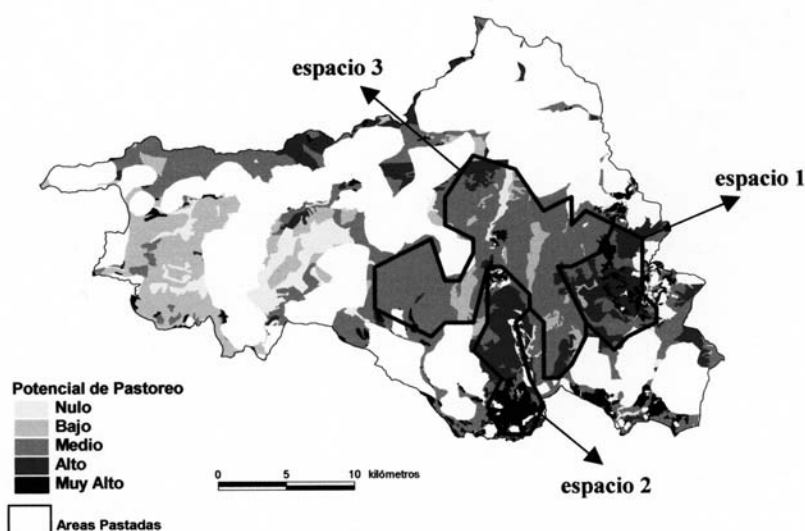 espacio 3
espacio 1
Potencial de Pastoreo
Nulo
Bajo
Medio
Alto
Muy Alto
0 5 10 kilómetros
espacio 2
Areas Pastadas